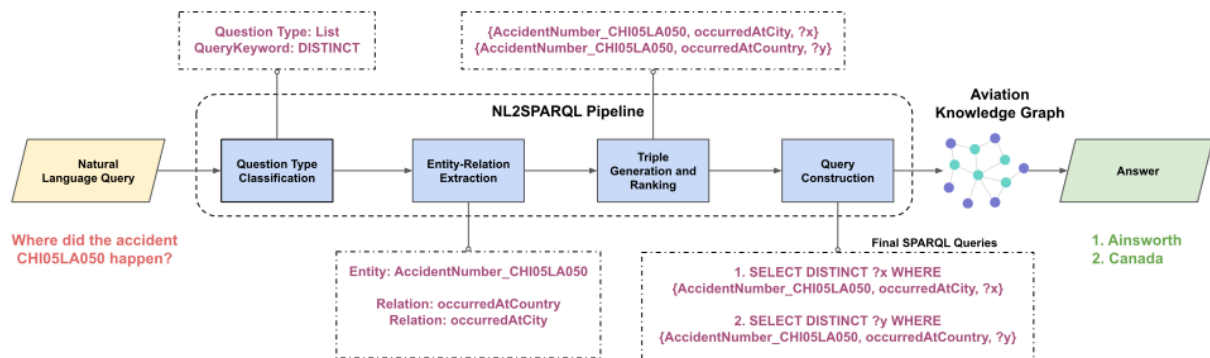 Question Type: List
QueryKeyword: DISTINCT
{AccidentNumber_CHI05LA050, occurredAtCity, ?x}
{AccidentNumber_CHI05LA050, occurredAtCountry, ?y}
NL2SPARQL Pipeline
Aviation
Knowledge Graph
Natural
Language Query
Question Type
Classification
Entity-Relation
Extraction
Triple
Generation and
Ranking
Query
Construction
Answer
Where did the accident
CHI05LA050 happen?
Entity: AccidentNumber_CHI05LA050
Relation: occurredAtCountry
Relation: occurredAtCity
Final SPARQL Queries
1. SELECT DISTINCT ?x WHERE
{AccidentNumber_CHI05LA050, occurredAtCity, ?x}
2. SELECT DISTINCT ?y WHERE
{AccidentNumber_CHI05LA050, occurredAtCountry, ?y}
1. Ainsworth
2. Canada